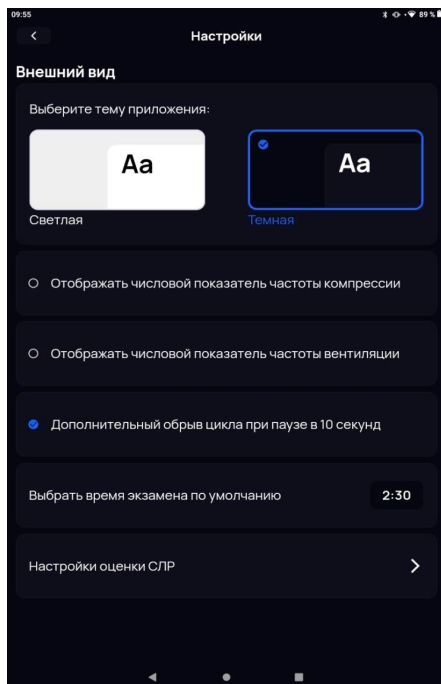 09:55
89 %
Настройки
Внешний вид
Выберите тему приложения:
Aa
Aa
Светлая
Темная
Отображать числовой показатель частоты компрессии
Отображать числовой показатель частоты вентиляции
Дополнительный обрыв цикла при паузе в 10 секунд
Выбрать время экзамена по умолчанию
2:30
Настройки оценки СЛР